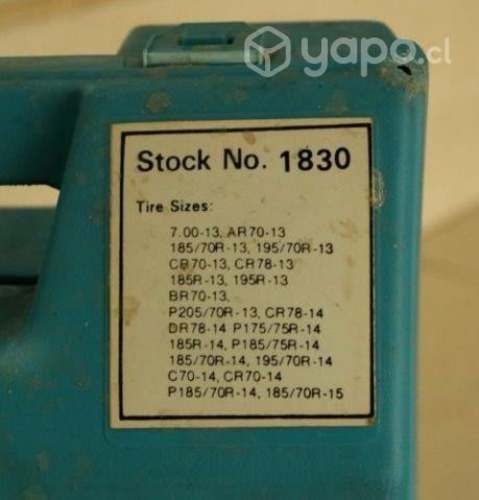 yapo.cl
Stock No. 1830
Tire Sizes:
7.00-13, AR70-13
185/70R-13, 195/70R-13
CB70-13, CR78-13
185R-13, 195R-13
BR70-13,
P205/70R-13, CR78-14
DR78-14 P175/75R-14
185R-14, P185/75R-14
185/70R-14, 195/70R-14
C70-14, CR70-14
P185/70R-14, 185/70R-15